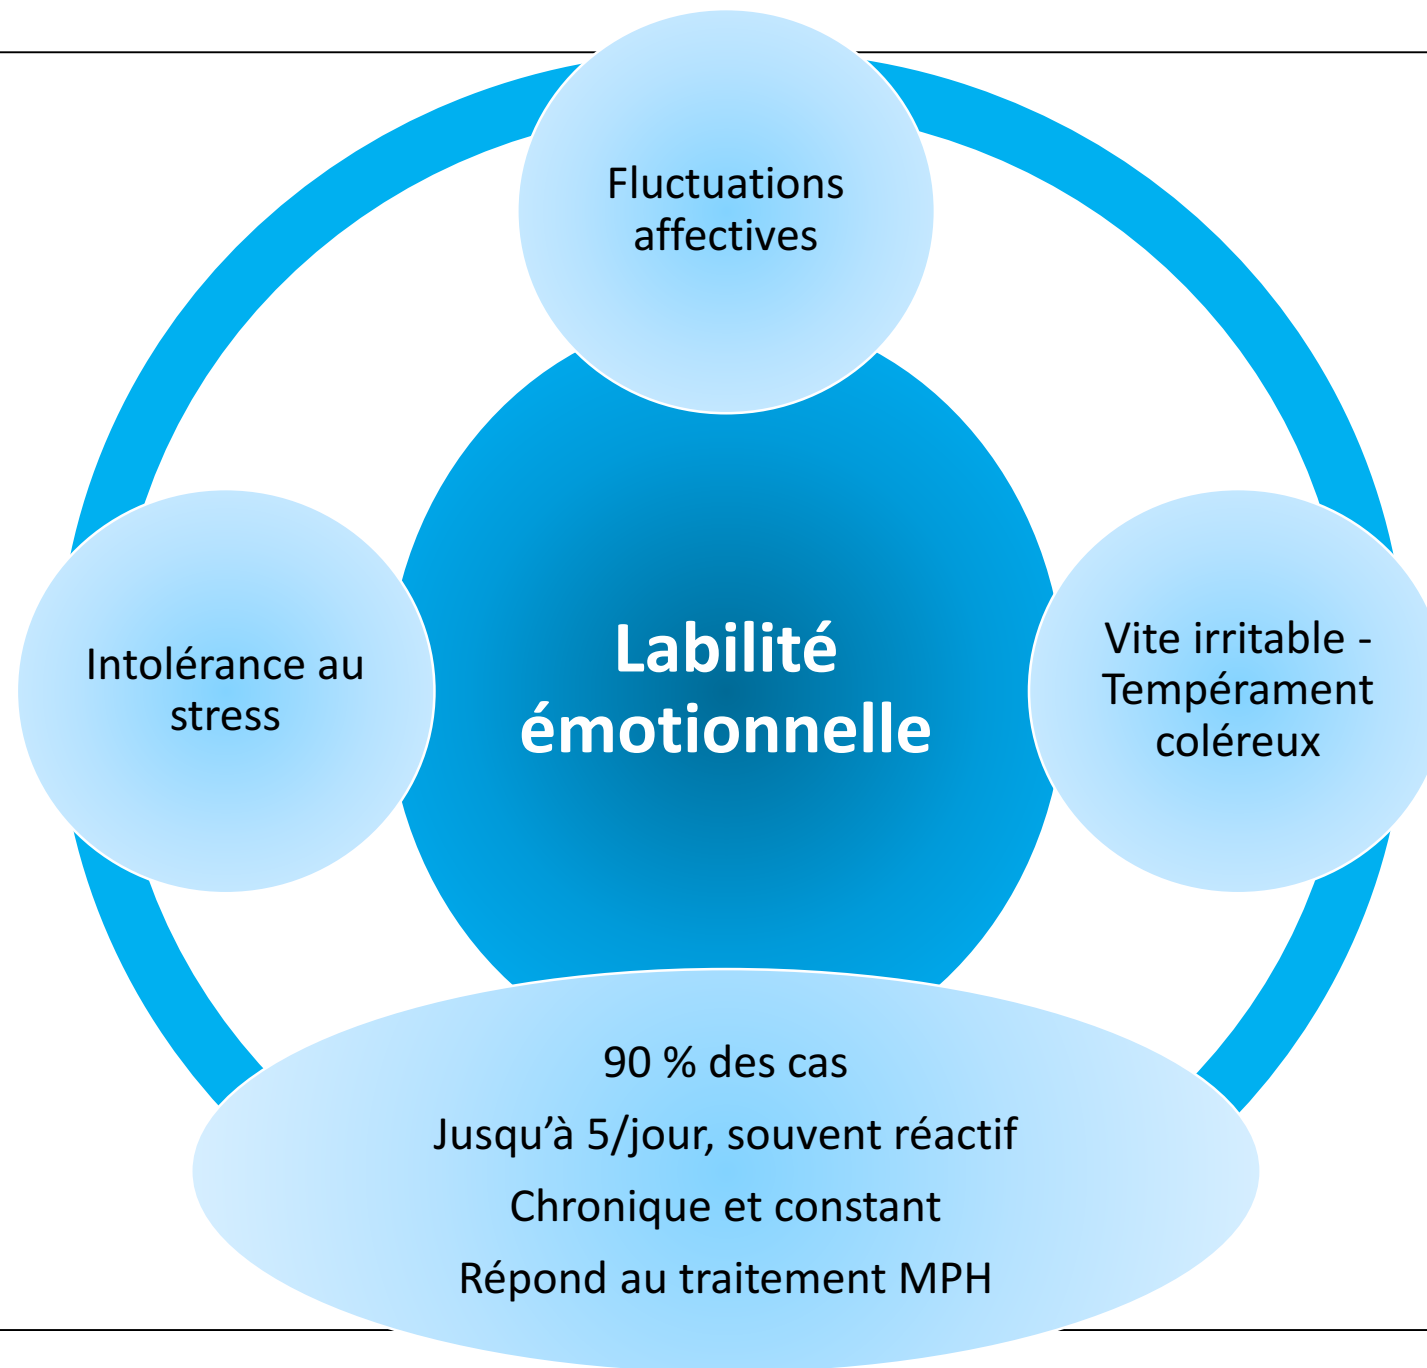 Fluctuations
affectives
Intolérance au
stress
Labilité
émotionnelle
Vite irritable -
Tempérament
coléreux
90 % des cas
Jusqu’à 5/jour, souvent réactif
Chronique et constant
Répond au traitement MPH